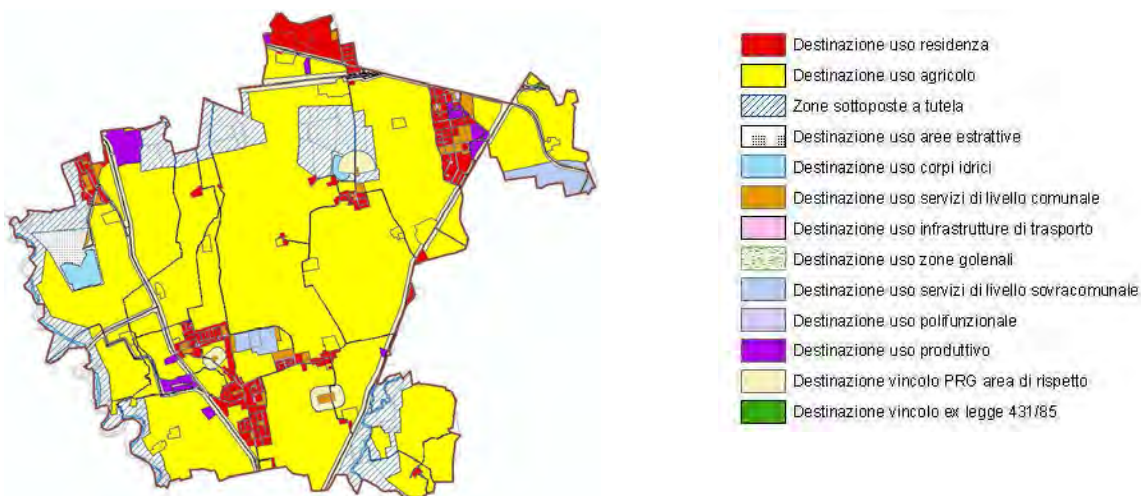 Destinazione uso residenza
Destinazione uso agricolo
Zone sottoposte a tutela
Destinazione uso aree estrattive
Destinazione uso corpi idrici
Destinazione uso servizi di livello comunale
Destinazione uso infrastrutture di trasporto
Destinazione uso zone golenali
Destinazione uso servizi di livello sovracomunale
Destinazione uso polifunzionale
Destinazione uso produttivo
Destinazione vincolo PRG area di rispetto
Destinazione vincolo ex legge 431/85